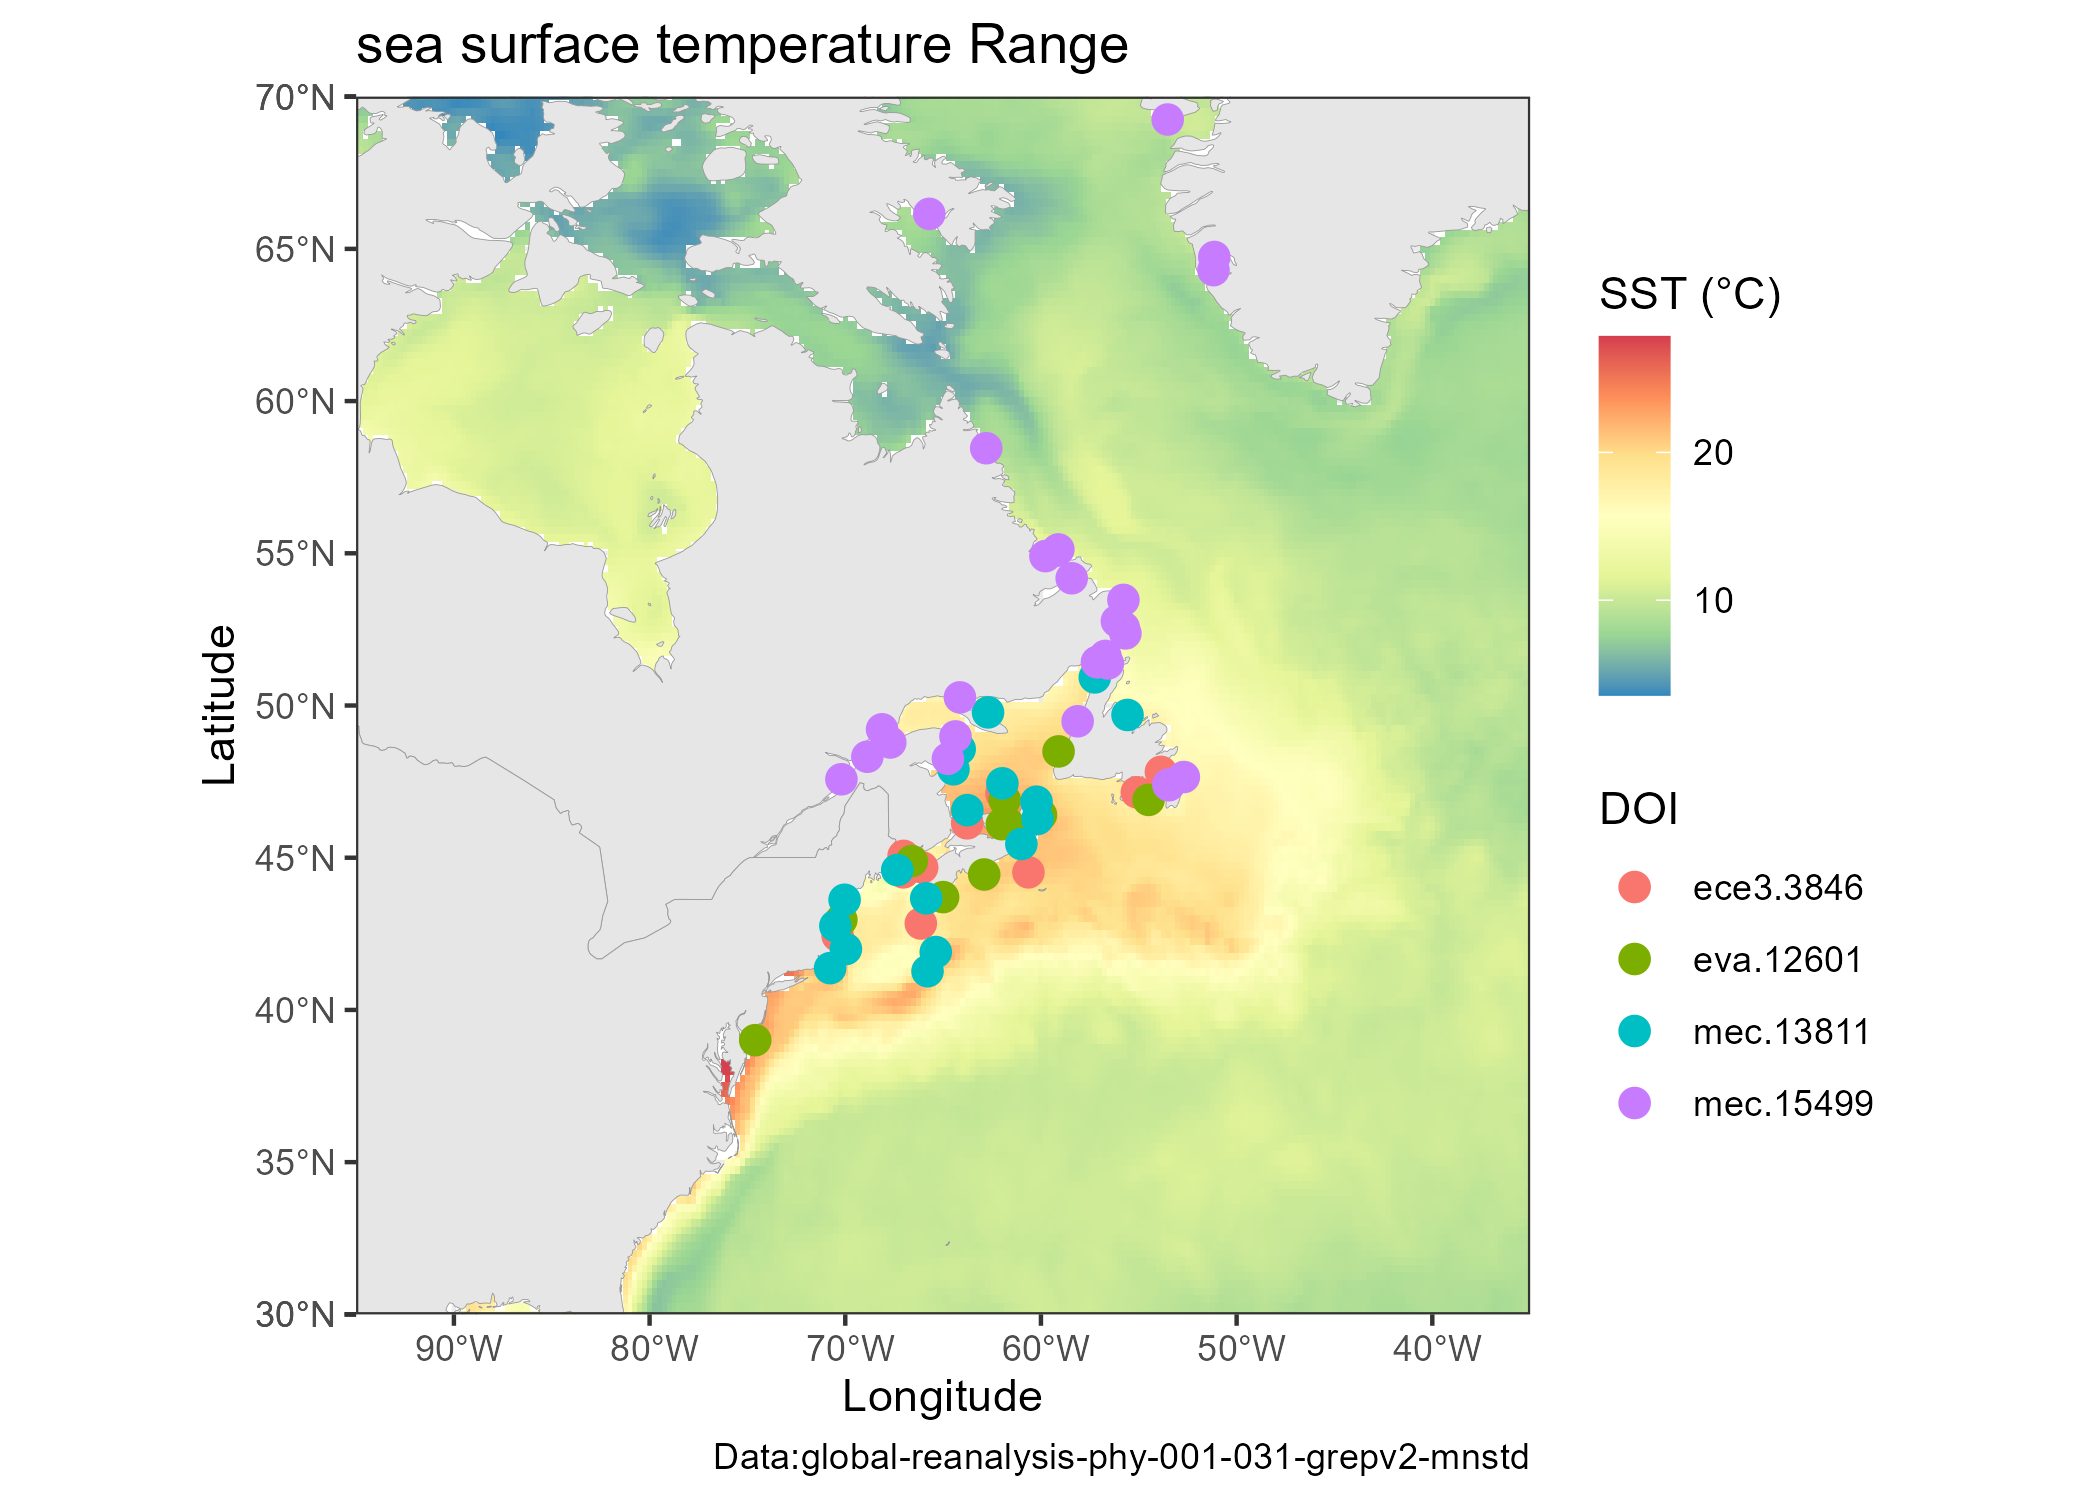 sea surface temperature Range
70°N
65°N
60°N
55°N
50°N
45°N
40°N
35°N
30°N
Latitude
90°W
80°W
70°W
60°W
50°W
40°W
Longitude
Data:global-reanalysis-phy-001-031-grepv2-mnstd
SST (°C)
20
10
DOI
ece3.3846
eva.12601
mec.13811
mec.15499